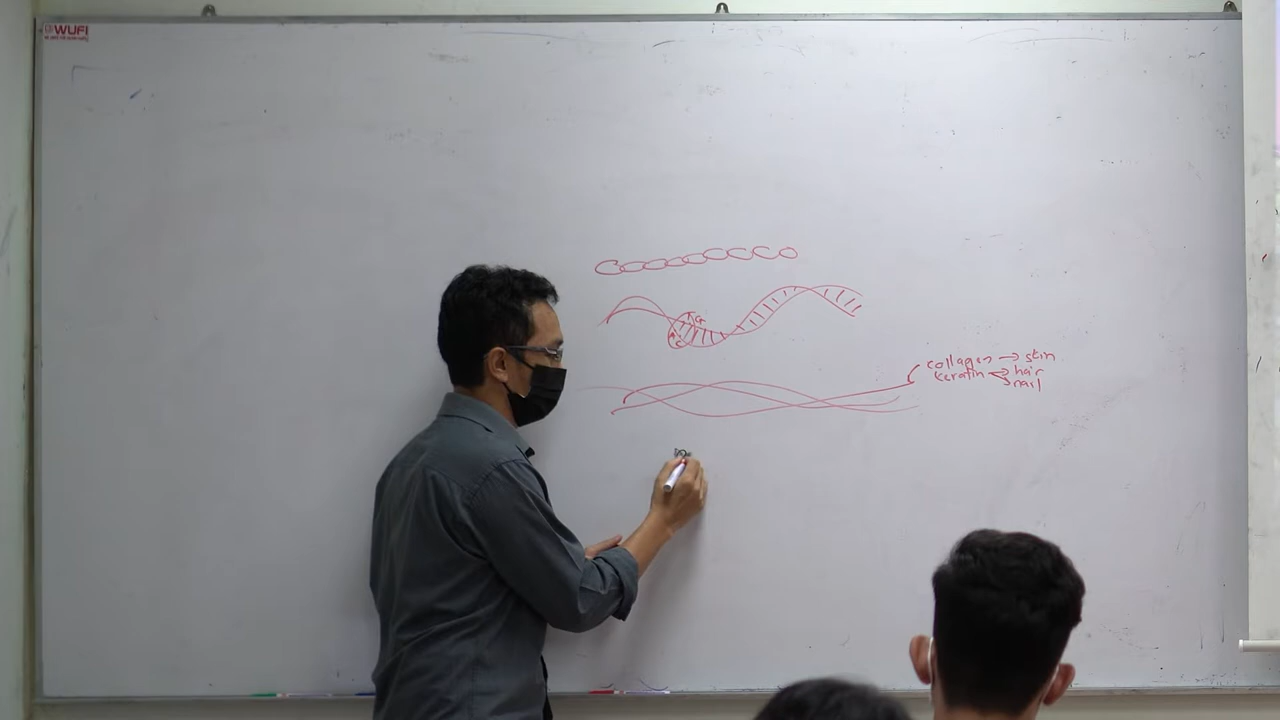 WUFI
collagen → skin
keratin → hair
nail